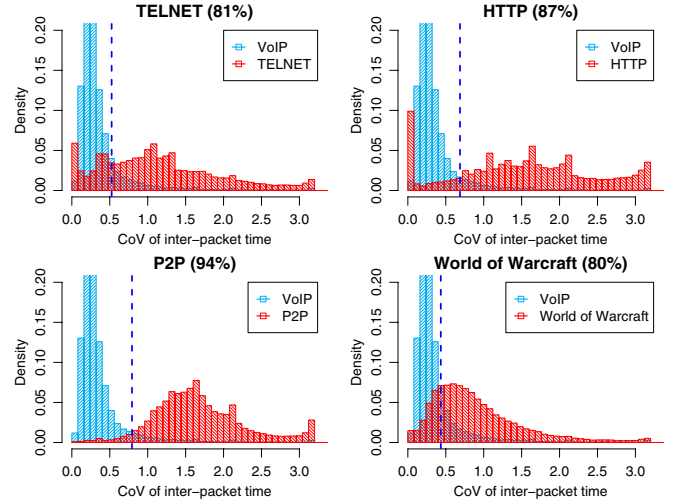 TELNET (81%)
0.20
0.15
0.10
0.05
0.00
Density
VoIP
TELNET
0.0 0.5 1.0 1.5 2.0 2.5 3.0
CoV of inter−packet time
HTTP (87%)
0.20
0.15
0.10
0.05
0.00
Density
VoIP
HTTP
0.0 0.5 1.0 1.5 2.0 2.5 3.0
CoV of inter−packet time
P2P (94%)
0.20
0.15
0.10
0.05
0.00
Density
VoIP
P2P
0.0 0.5 1.0 1.5 2.0 2.5 3.0
CoV of inter−packet time
World of Warcraft (80%)
0.20
0.15
0.10
0.05
0.00
Density
VoIP
World of Warcraft
0.0 0.5 1.0 1.5 2.0 2.5 3.0
CoV of inter−packet time